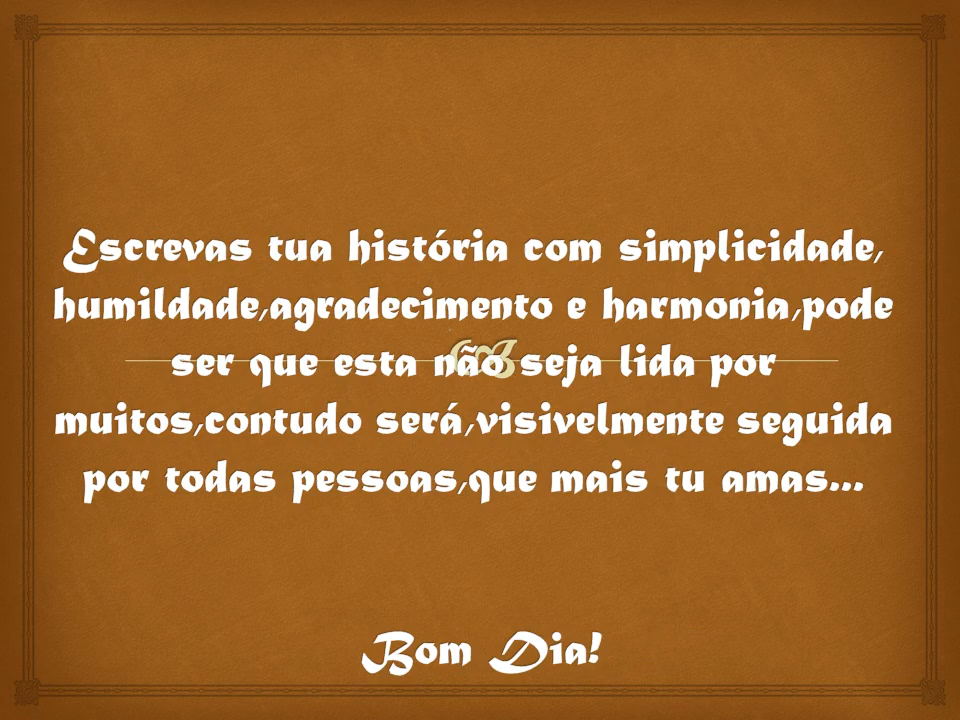 Escrevas tua história com simplicidade,
humildade,agradecimento e harmonia,pode
ser que esta não seja lida por
muitos,contudo será,visivelmente seguida
por todas pessoas,que mais tu amas...
Bom Dia!